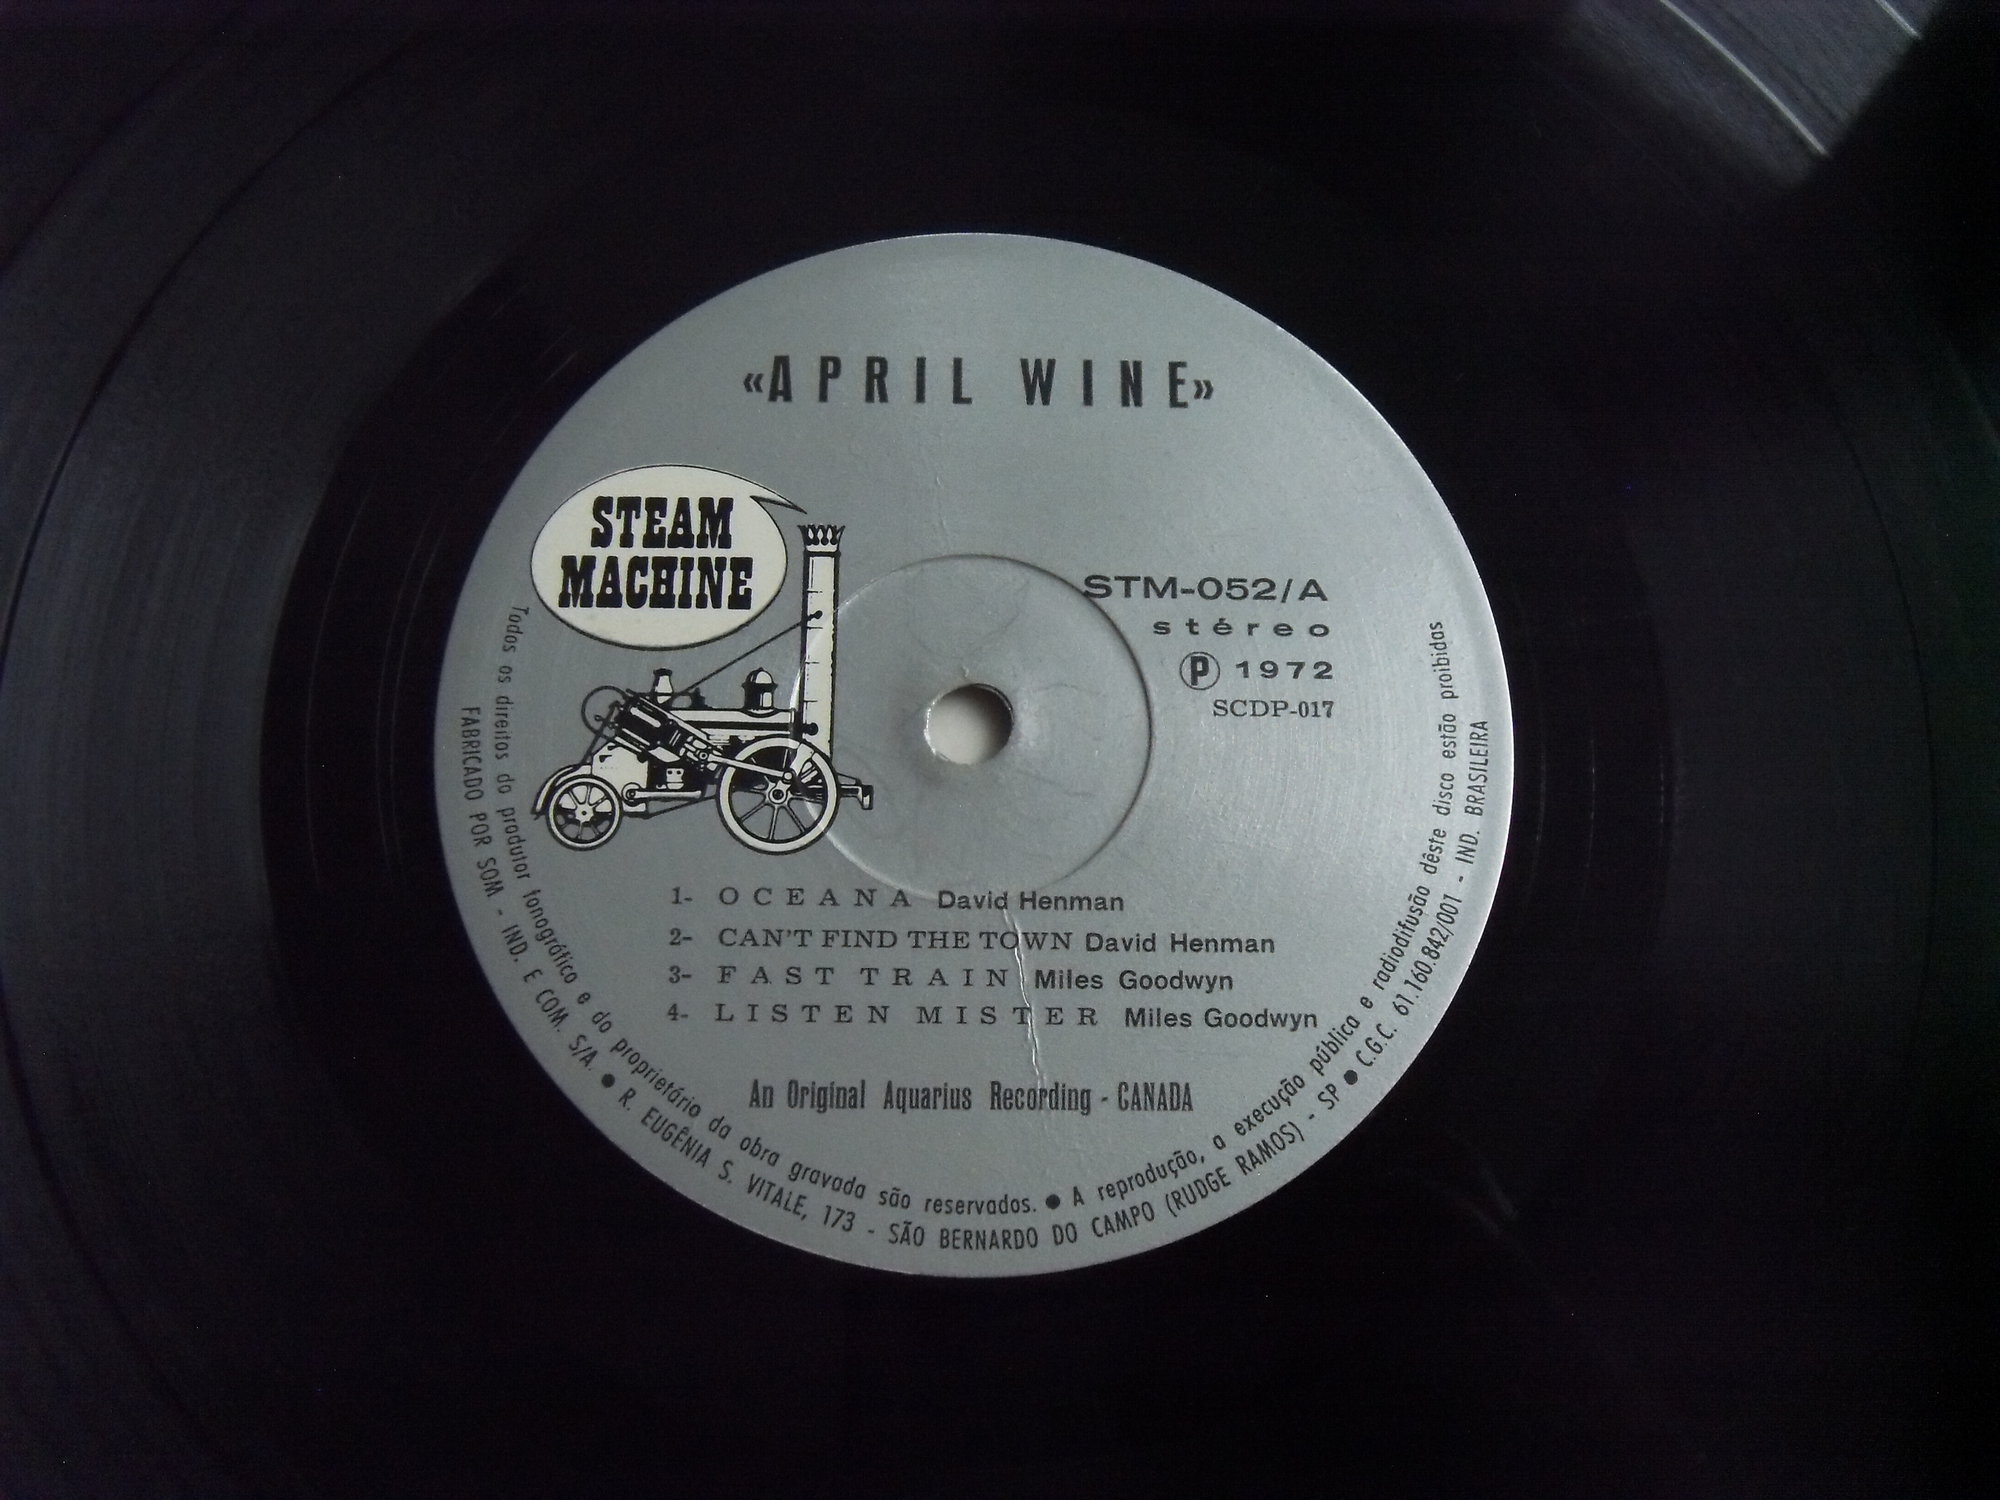 «APRIL WINE»
STEAM
MACHINE
STM-052/A
stéreo
Ⓟ 1972
SCDP-017
1- OCEANA David Henman
2- CAN'T FIND THE TOWN David Henman
3- FAST TRAIN Miles Goodwyn
4- LISTEN MISTER Miles Goodwyn
An Original Aquarius Recording - CANADA
Todos os direitos do produtor fonográfico e do proprietário da obra gravada são reservados. ● A reprodução, a execução pública e radiodifusão dêste disco estão proibidas
FABRICADO POR SOM - IND. E COM. S/A. ● R. EUGÊNIA S. VITALE, 173 - SÃO BERNARDO DO CAMPO (RUDGE RAMOS) - SP ● C.G.C. 61.160.842/001 - IND. BRASILEIRA